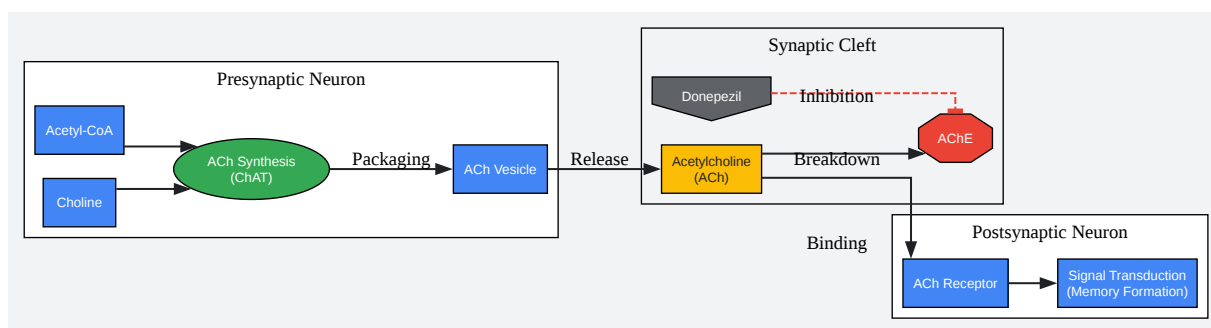 Presynaptic Neuron
Acetyl-CoA
Choline
ACh Synthesis
(ChAT)
Packaging
ACh Vesicle
Release
Synaptic Cleft
Donepezil
Inhibition
AChE
Acetylcholine
(ACh)
Breakdown
Binding
Postsynaptic Neuron
ACh Receptor
Signal Transduction
(Memory Formation)